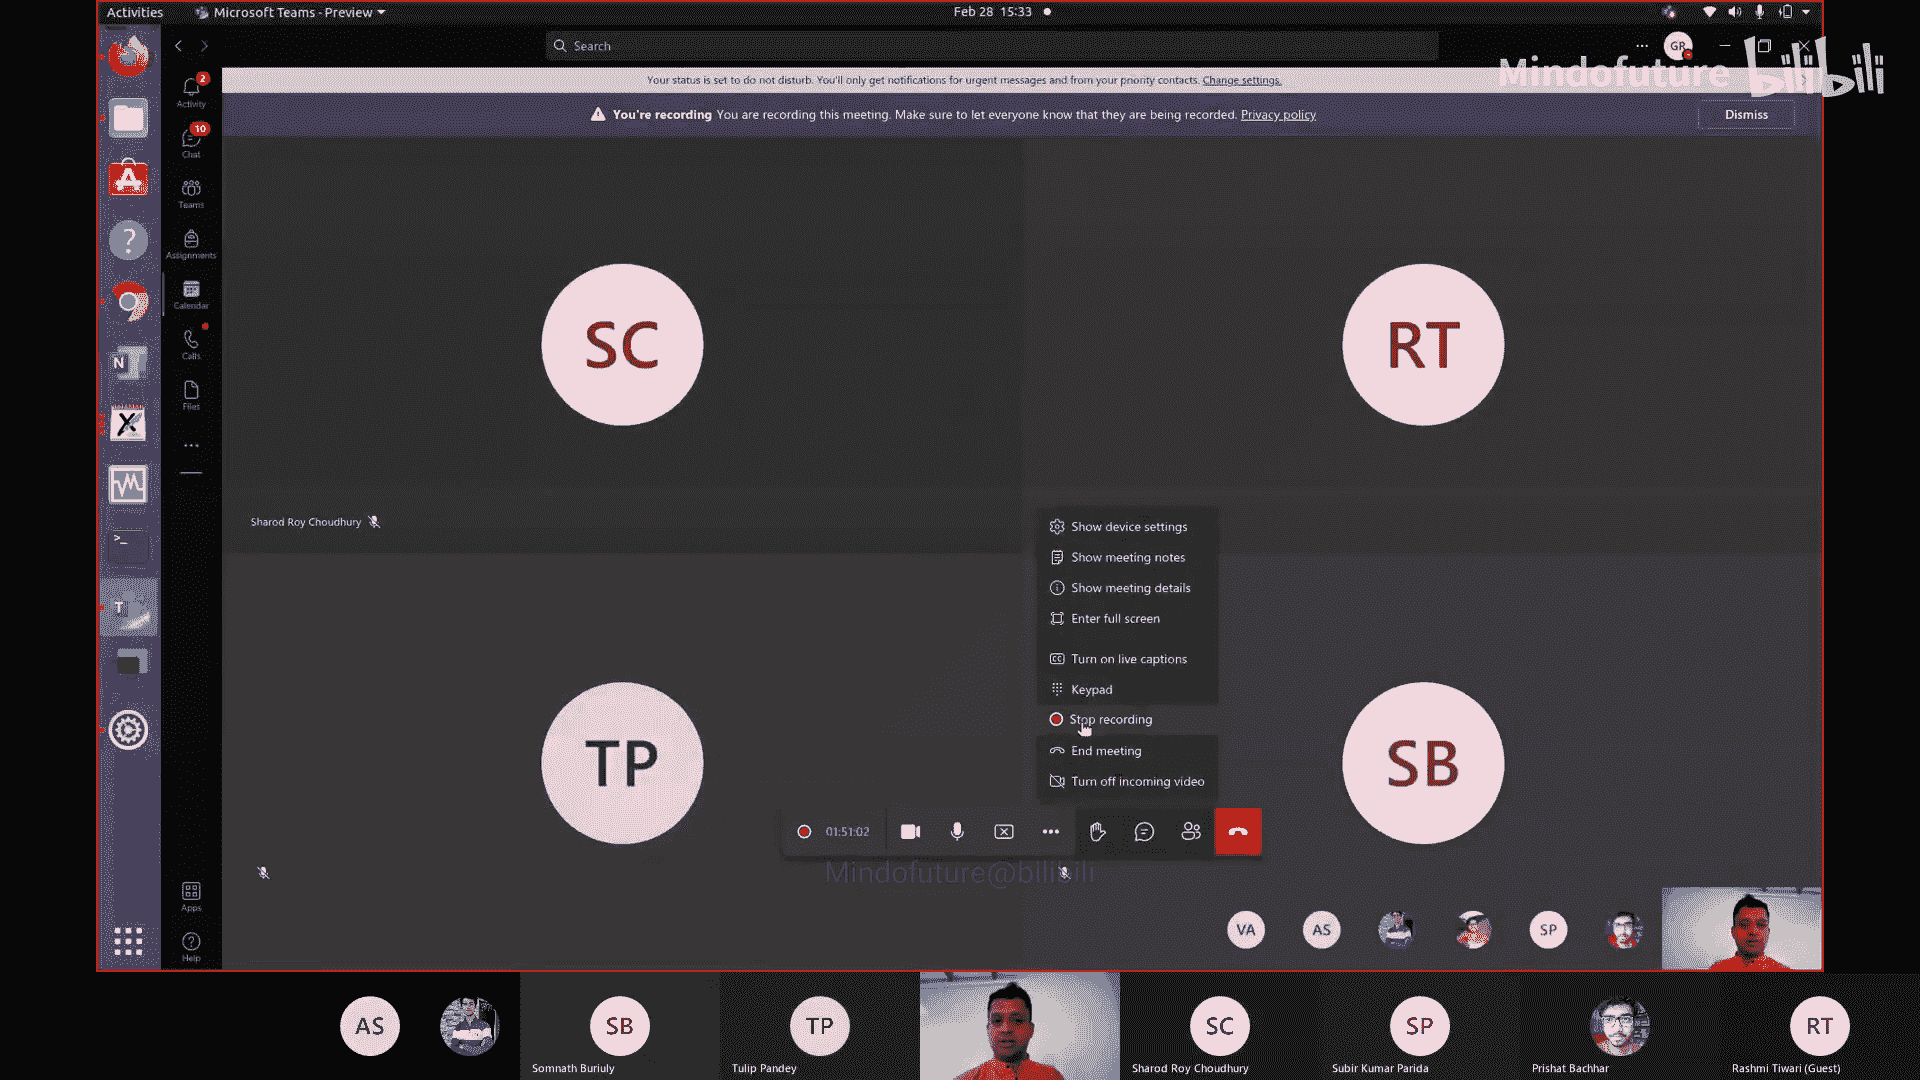 Activities
Microsoft Teams - Preview
Feb 28 15:33
Search
GR
Mindofuture bilibili
Your status is set to do not disturb. You'll only get notifications for urgent messages and from your priority contacts. Change settings.
You're recording You are recording this meeting. Make sure to let everyone know that they are being recorded. Privacy policy
Dismiss
2
Activity
10
Chat
Teams
Assignments
Calendar
Calls
Files
Apps
Help
SC
RT
Sharod Roy Choudhury
TP
SB
Show device settings
Show meeting notes
Show meeting details
Enter full screen
Turn on live captions
Keypad
Stop recording
End meeting
Turn off incoming video
01:51:02
Mindofuture@bilibili
VA
AS
SP
AS
SB
TP
SC
SP
RT
Somnath Buriuly
Tulip Pandey
Sharod Roy Choudhury
Subir Kumar Parida
Prishat Bachhar
Rashmi Tiwari (Guest)